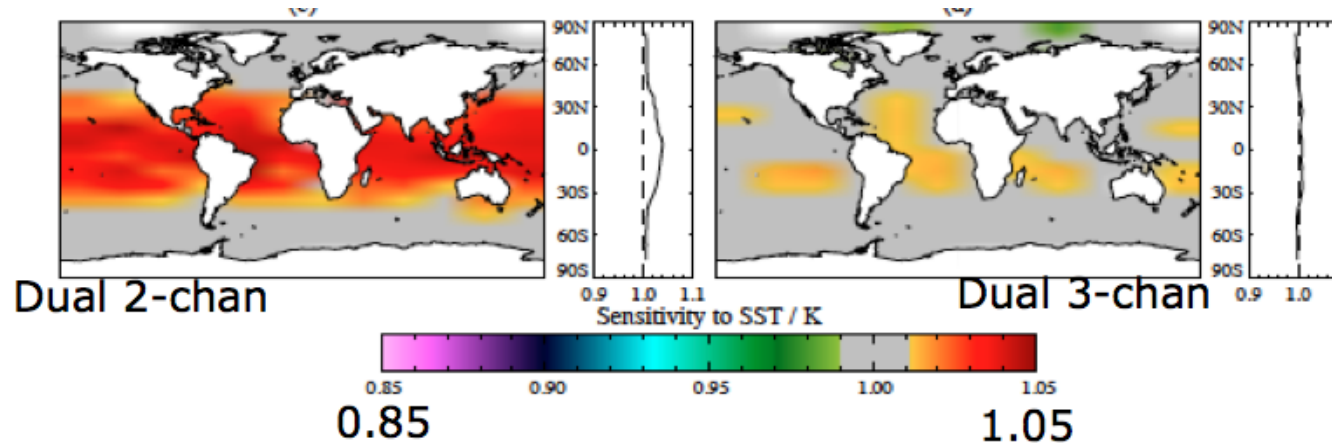 90N
60N
30N
0
30S
60S
90S
0.9 1.0 1.1
90N
60N
30N
0
30S
60S
90S
0.9 1.0
Dual 2-chan
Dual 3-chan
Sensitivity to SST / K
0.85 0.90 0.95 1.00 1.05
0.85 1.05